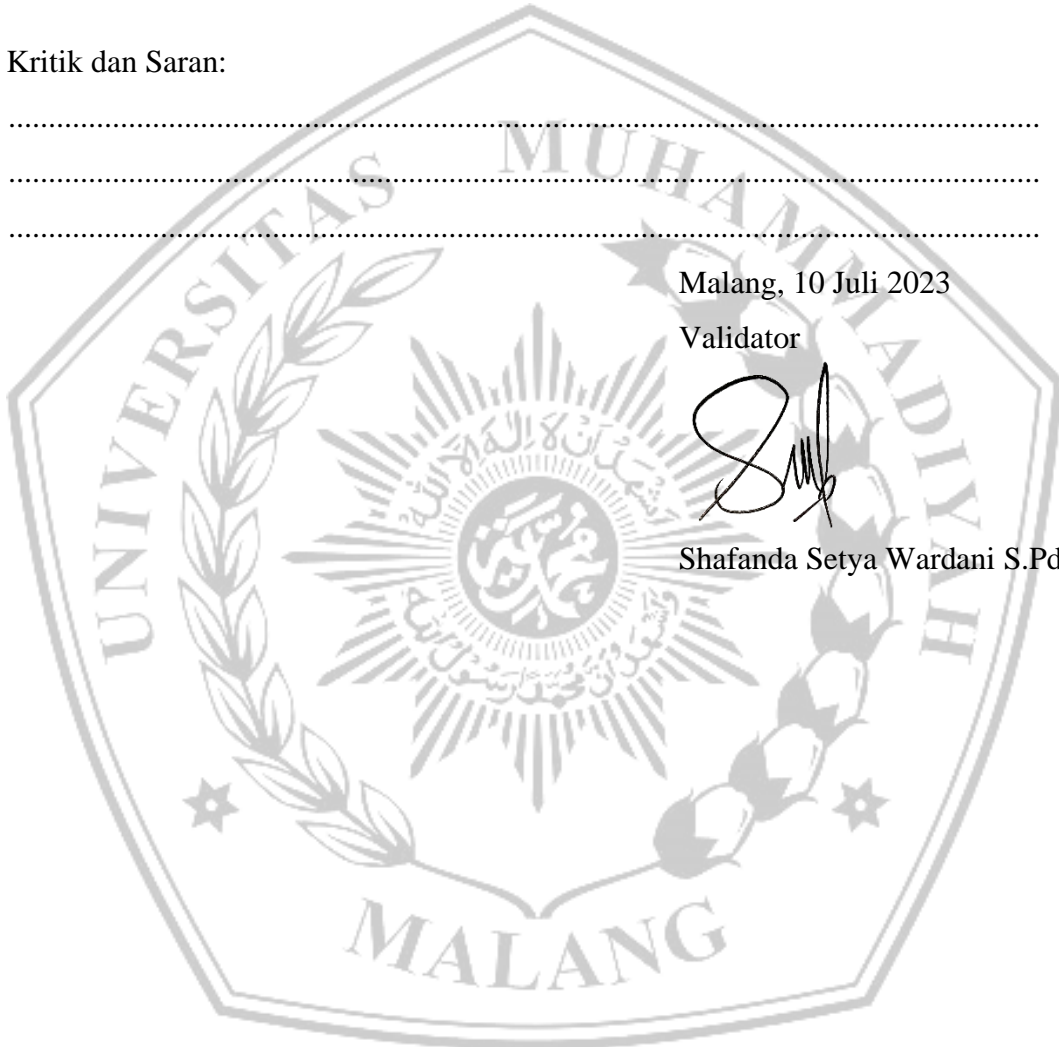 Kritik dan Saran:
................................................................................................................................
................................................................................................................................
................................................................................................................................
Malang, 10 Juli 2023
Validator
Shafanda Setya Wardani S.Pd
UNIVERSITAS MUHAMMADIYAH
MALANG